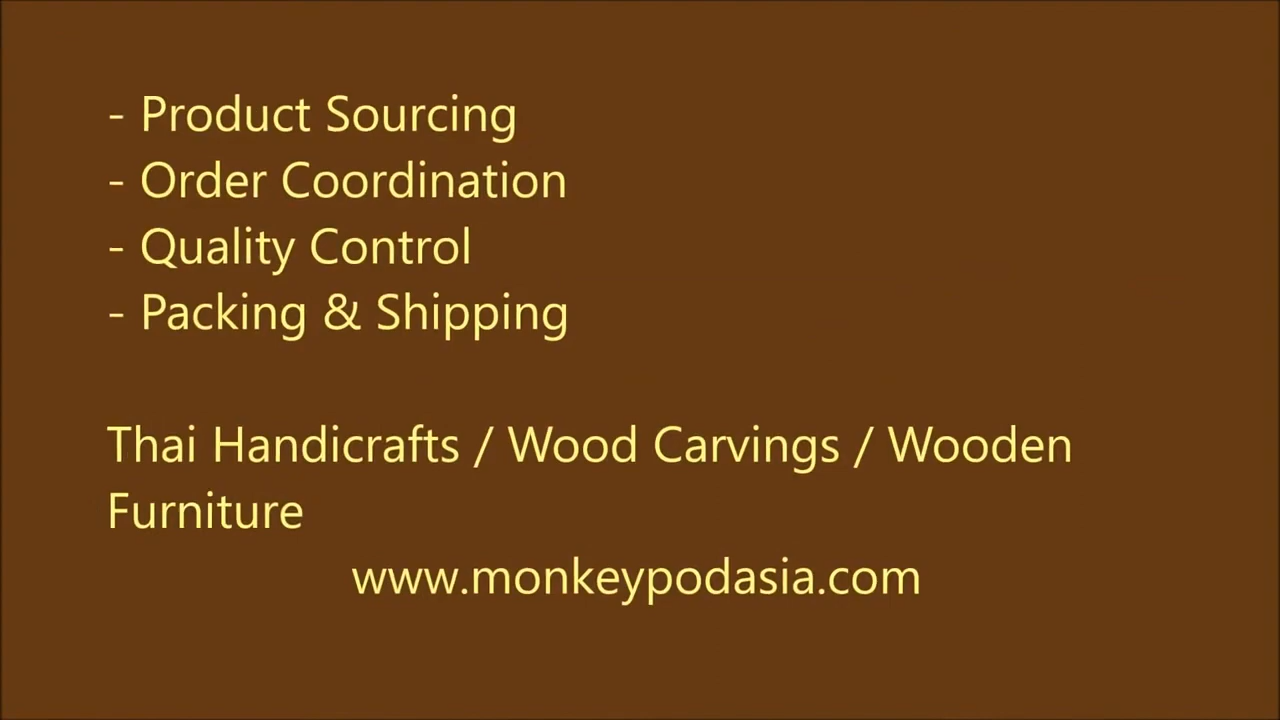 - Product Sourcing
- Order Coordination
- Quality Control
- Packing & Shipping
Thai Handicrafts / Wood Carvings / Wooden
Furniture
www.monkeypodasia.com